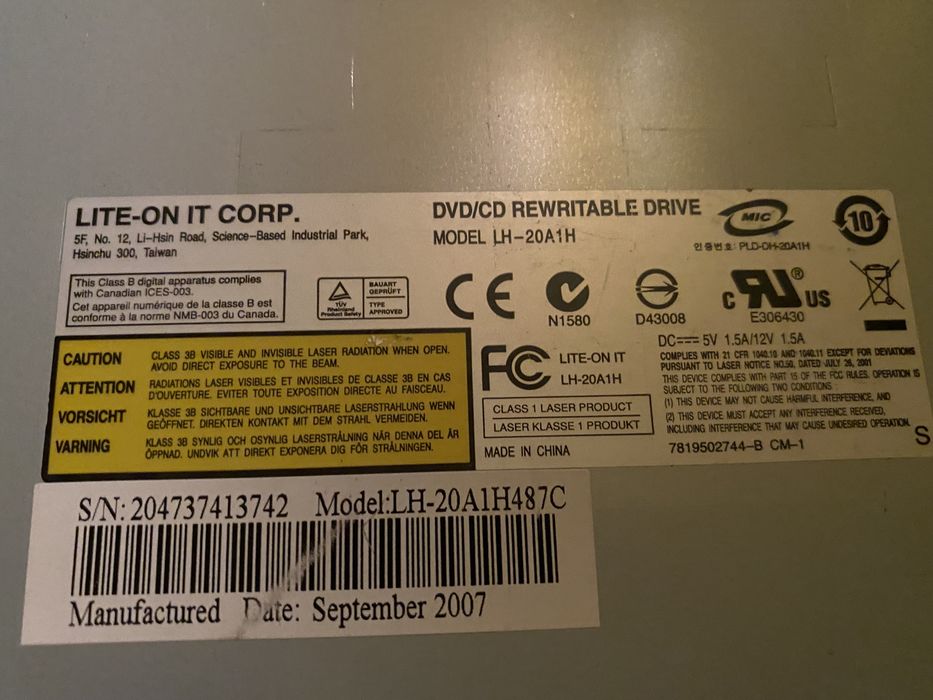 LITE-ON IT CORP.
5F, No. 12, Li-Hsin Road, Science-Based Industrial Park,
Hsinchu 300, Taiwan
DVD/CD REWRITABLE DRIVE
MODEL LH-20A1H
MIC
인증번호: PLD-DH-20A1H
10
This Class B digital apparatus complies
with Canadian ICES-003.
Cet appareil numérique de la classe B est
conforme à la norme NMB-003 du Canada.
TÜV
Rheinland
Product Safety
BAUART
GEPRÜFT
TYPE
APPROVED
CE
N1580
D43008
c RU US
®
E306430
CAUTION CLASS 3B VISIBLE AND INVISIBLE LASER RADIATION WHEN OPEN.
AVOID DIRECT EXPOSURE TO THE BEAM.
ATTENTION RADIATIONS LASER VISIBLES ET INVISIBLES DE CLASSE 3B EN CAS
D'OUVERTURE. EVITER TOUTE EXPOSITION DIRECTE AU FAISCEAU.
VORSICHT KLASSE 3B SICHTBARE UND UNSICHTBARE LASERSTRAHLUNG WENN
GEÖFFNET. DIREKTEN KONTAKT MIT DEM STRAHL VERMEIDEN.
VARNING KLASS 3B SYNLIG OCH OSYNLIG LASERSTRÅLNING NÄR DENNA DEL ÄR
ÖPPNAD. UNDVIK ATT DIREKT EXPONERA DIG FÖR STRÅLNINGEN.
FC LITE-ON IT
LH-20A1H
CLASS 1 LASER PRODUCT
LASER KLASSE 1 PRODUKT
MADE IN CHINA
DC 5V 1.5A/12V 1.5A
COMPLIES WITH 21 CFR 1040.10 AND 1040.11 EXCEPT FOR DEVIATIONS
PURSUANT TO LASER NOTICE NO.50, DATED JULY 26, 2001
THIS DEVICE COMPLIES WITH PART 15 OF THE FCC RULES. OPERATION IS
SUBJECT TO THE FOLLOWING TWO CONDITIONS :
(1) THIS DEVICE MAY NOT CAUSE HARMFUL INTERFERENCE, AND
(2) THIS DEVICE MUST ACCEPT ANY INTERFERENCE RECEIVED,
INCLUDING INTERFERENCE THAT MAY CAUSE UNDESIRED OPERATION.
7819502744-B CM-1
S
S/N: 204737413742 Model:LH-20A1H487C
Manufactured Date: September 2007